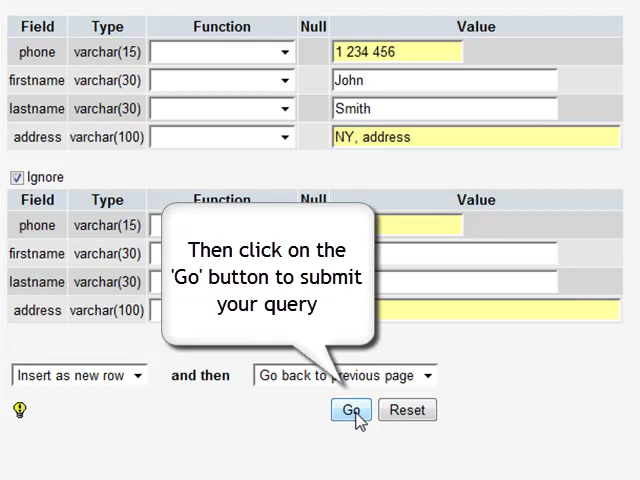 Field Type Function Null Value
phone varchar(15) 1 234 456
firstname varchar(30) John
lastname varchar(30) Smith
address varchar(100) NY, address
Ignore
Field Type Function Null Value
phone varchar(15)
firstname varchar(30)
lastname varchar(30)
address varchar(100)
Then click on the
'Go' button to submit
your query
Insert as new row and then Go back to previous page
Go Reset